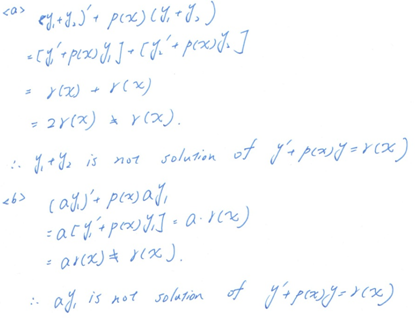 <a> (y₁+y₂)' + p(x)(y₁+y₂)
= [y₁'+p(x)y₁]+[y₂'+p(x)y₂]
= r(x) + r(x)
= 2r(x) ≠ r(x).
∴ y₁+y₂ is not solution of y'+p(x)y=r(x)
<b> (ay₁)'+p(x)ay₁
= a[y₁'+p(x)y₁] = a·r(x)
= ar(x) ≠ r(x).
∴ ay₁ is not solution of y'+p(x)y=r(x)